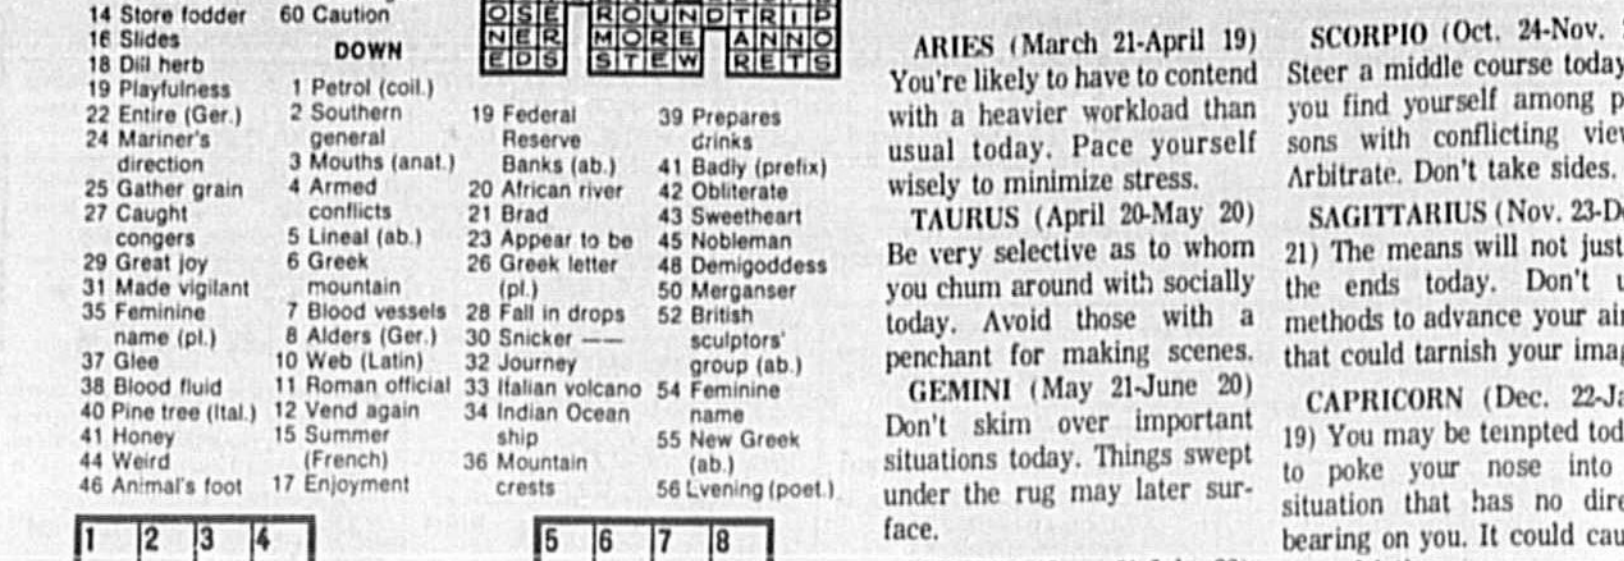 14 Store fodder
16 Slides
18 Dill herb
19 Playfulness
22 Entire (Ger.)
24 Mariner's
direction
25 Gather grain
27 Caught
congers
29 Great joy
31 Made vigilant
35 Feminine
name (pl.)
37 Glee
38 Blood fluid
40 Pine tree (Ital.)
41 Honey
44 Weird
46 Animal's foot
60 Caution
DOWN
1 Petrol (coll.)
2 Southern
general
3 Mouths (anat.)
4 Armed
conflicts
5 Lineal (ab.)
6 Greek
mountain
7 Blood vessels
8 Alders (Ger.)
10 Web (Latin)
11 Roman official
12 Vend again
15 Summer
(French)
17 Enjoyment
OSE ROUNDTRIP
NER MORE ANNO
EDS STEW RETS
19 Federal
Reserve
Banks (ab.)
20 African river
21 Brad
23 Appear to be
26 Greek letter
(pl.)
28 Fall in drops
30 Snicker ——
32 Journey
33 Italian volcano
34 Indian Ocean
ship
36 Mountain
crests
39 Prepares
drinks
41 Badly (prefix)
42 Obliterate
43 Sweetheart
45 Nobleman
48 Demigoddess
50 Merganser
52 British
sculptors'
group (ab.)
54 Feminine
name
55 New Greek
(ab.)
56 Evening (poet.)
1 2 3 4
5 6 7 8
ARIES (March 21-April 19)
You're likely to have to contend
with a heavier workload than
usual today. Pace yourself
wisely to minimize stress.
TAURUS (April 20-May 20)
Be very selective as to whom
you chum around with socially
today. Avoid those with a
penchant for making scenes.
GEMINI (May 21-June 20)
Don't skim over important
situations today. Things swept
under the rug may later sur-
face.
SCORPIO (Oct. 24-Nov.
Steer a middle course today
you find yourself among p
sons with conflicting view
Arbitrate. Don't take sides.
SAGITTARIUS (Nov. 23-D
21) The means will not just
the ends today. Don't
methods to advance your ai
that could tarnish your ima
CAPRICORN (Dec. 22-Ja
19) You may be tempted tod
to poke your nose into
situation that has no dire
bearing on you. It could cau